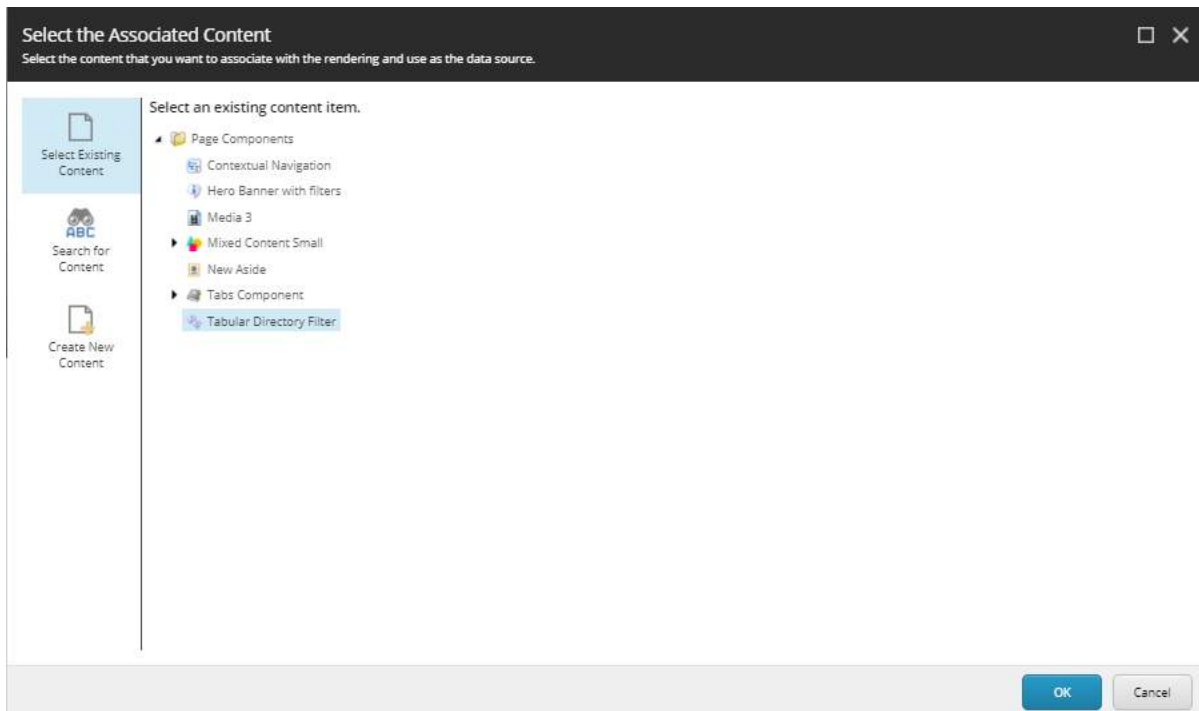 Select the Associated Content
Select the content that you want to associate with the rendering and use as the data source.
Select Existing
Content
ABC
Search for
Content
Create New
Content
Select an existing content item.
Page Components
Contextual Navigation
Hero Banner with filters
Media 3
Mixed Content Small
New Aside
Tabs Component
Tabular Directory Filter
OK
Cancel